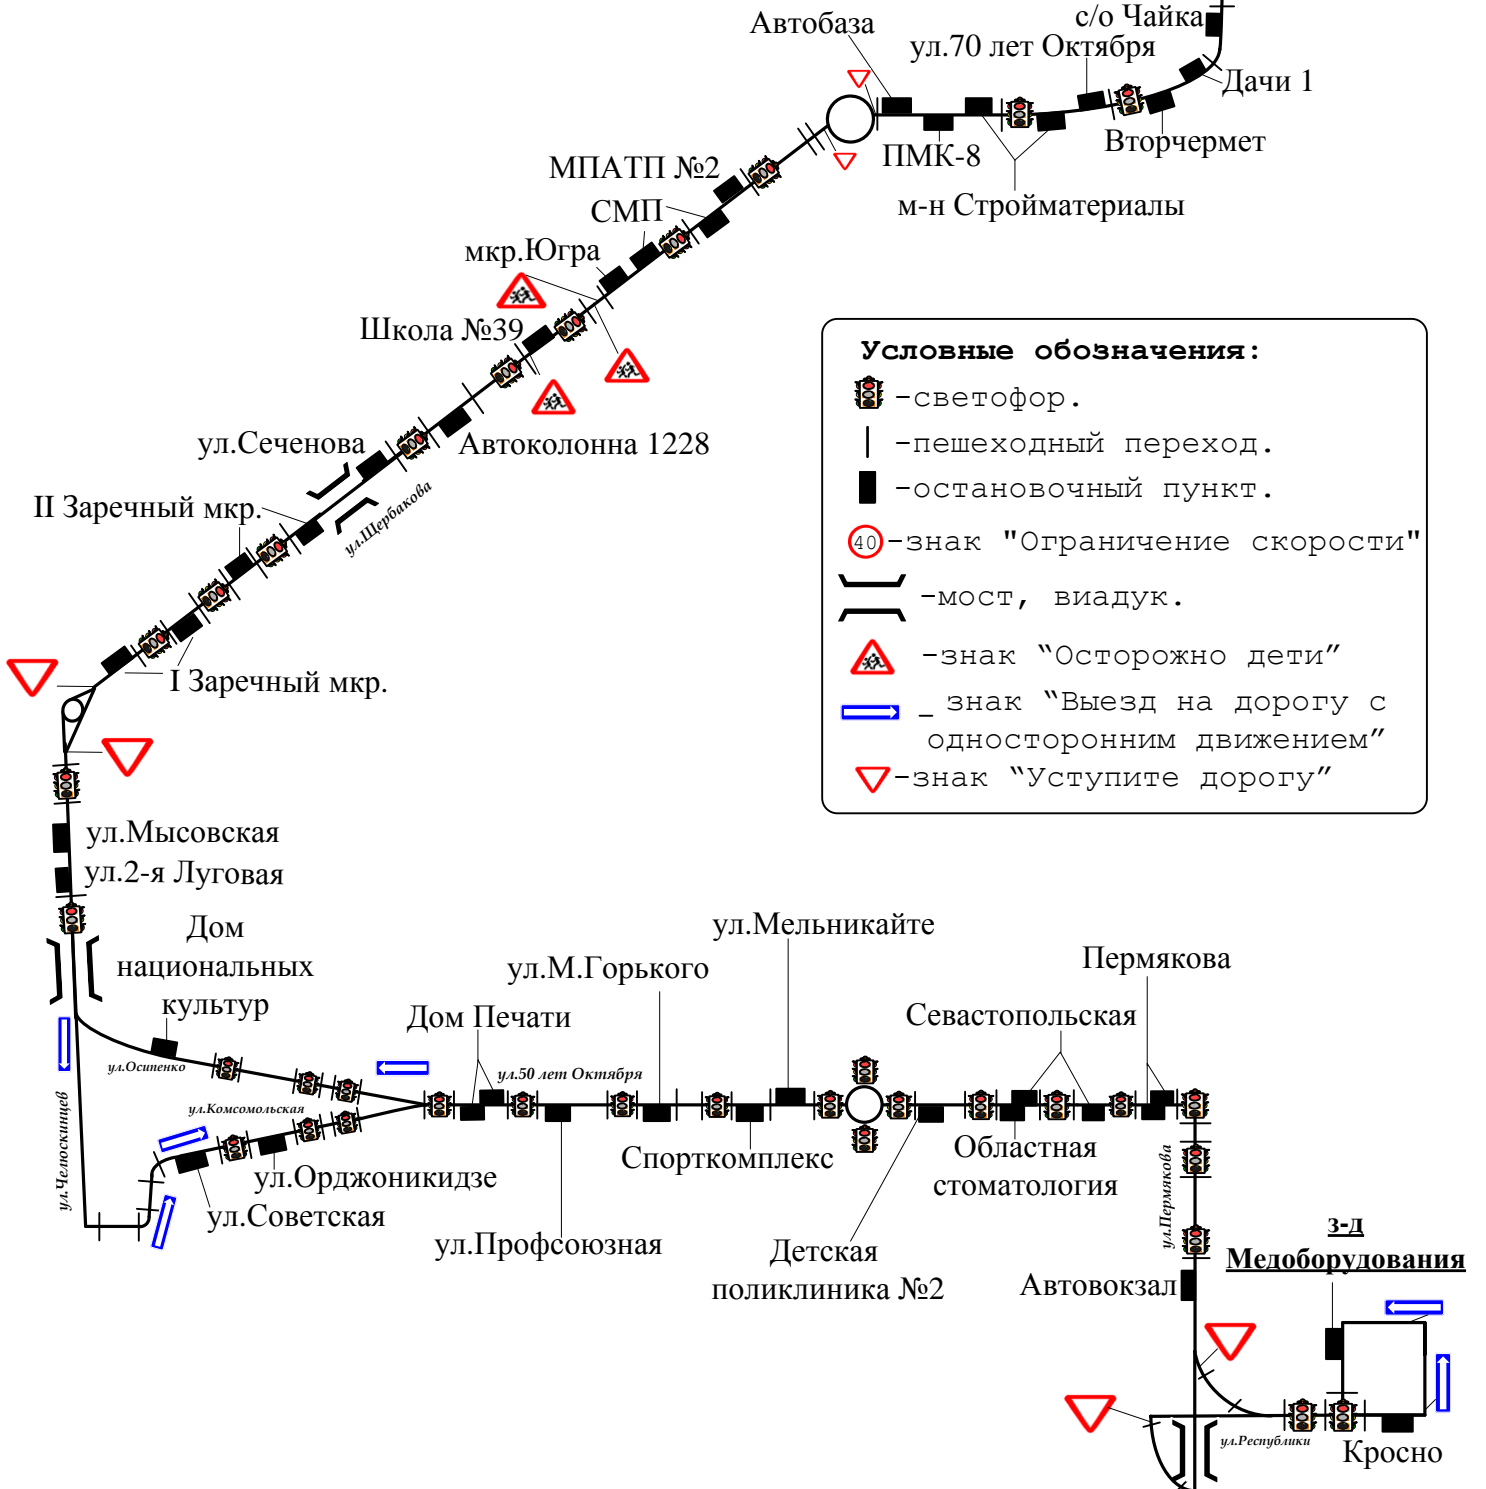 с/о Чайка
Автобаза
ул.70 лет Октября
Дачи 1
Вторчермет
ПМК-8
м-н Стройматериалы
МПАТП №2
СМП
мкр.Югра
Школа №39
Автоколонна 1228
ул.Сеченова
ул.Щербакова
II Заречный мкр.
I Заречный мкр.
Условные обозначения:
-светофор.
-пешеходный переход.
-остановочный пункт.
40
-знак "Ограничение скорости"
-мост, виадук.
-знак “Осторожно дети”
_ знак “Выезд на дорогу с
односторонним движением”
-знак “Уступите дорогу”
ул.Мысовская
ул.2-я Луговая
Дом
национальных
культур
ул.Осипенко
ул.Челюскинцев
ул.Комсомольская
ул.Орджоникидзе
ул.Советская
Дом Печати
ул.50 лет Октября
ул.М.Горького
ул.Мельникайте
ул.Профсоюзная
Спорткомплекс
Детская
поликлиника №2
Севастопольская
Областная
стоматология
Пермякова
ул.Пермякова
Автовокзал
з-д
Медоборудования
ул.Республики
Кросно